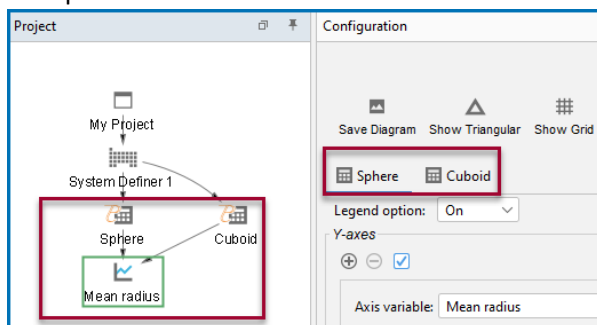 Project
Configuration
My Project
System Definer 1
Sphere
Cuboid
Mean radius
Save Diagram Show Triangular Show Grid
Sphere Cuboid
Legend option: On
Y-axes
Axis variable: Mean radius